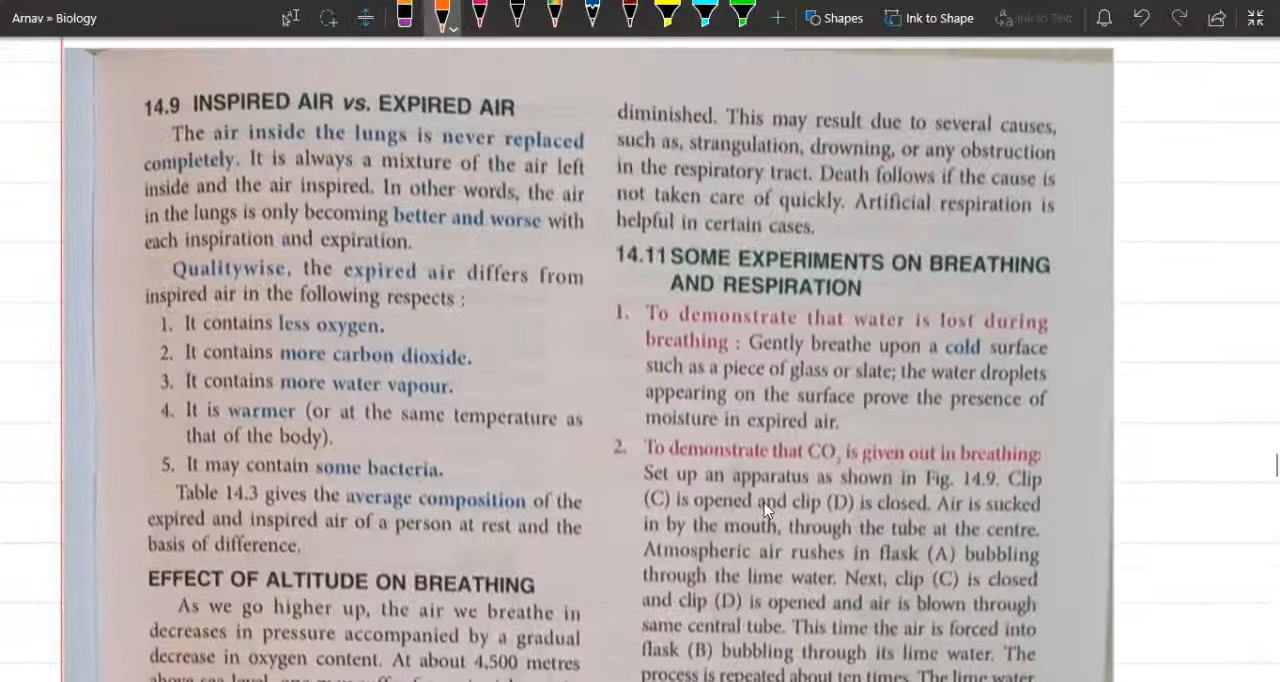 Arnav » Biology
Shapes
Ink to Shape
Ink to Text
14.9 INSPIRED AIR vs. EXPIRED AIR
The air inside the lungs is never replaced
completely. It is always a mixture of the air left
inside and the air inspired. In other words, the air
in the lungs is only becoming better and worse with
each inspiration and expiration.
Qualitywise, the expired air differs from
inspired air in the following respects :
1. It contains less oxygen.
2. It contains more carbon dioxide.
3. It contains more water vapour.
4. It is warmer (or at the same temperature as
that of the body).
5. It may contain some bacteria.
Table 14.3 gives the average composition of the
expired and inspired air of a person at rest and the
basis of difference.
EFFECT OF ALTITUDE ON BREATHING
As we go higher up, the air we breathe in
decreases in pressure accompanied by a gradual
decrease in oxygen content. At about 4,500 metres
above sea level,
diminished. This may result due to several causes,
such as, strangulation, drowning, or any obstruction
in the respiratory tract. Death follows if the cause is
not taken care of quickly. Artificial respiration is
helpful in certain cases.
14.11 SOME EXPERIMENTS ON BREATHING
AND RESPIRATION
1. To demonstrate that water is lost during
breathing : Gently breathe upon a cold surface
such as a piece of glass or slate; the water droplets
appearing on the surface prove the presence of
moisture in expired air.
2. To demonstrate that CO₂ is given out in breathing:
Set up an apparatus as shown in Fig. 14.9. Clip
(C) is opened and clip (D) is closed. Air is sucked
in by the mouth, through the tube at the centre.
Atmospheric air rushes in flask (A) bubbling
through the lime water. Next, clip (C) is closed
and clip (D) is opened and air is blown through
same central tube. This time the air is forced into
flask (B) bubbling through its lime water. The
process is repeated about ten times. The lime water